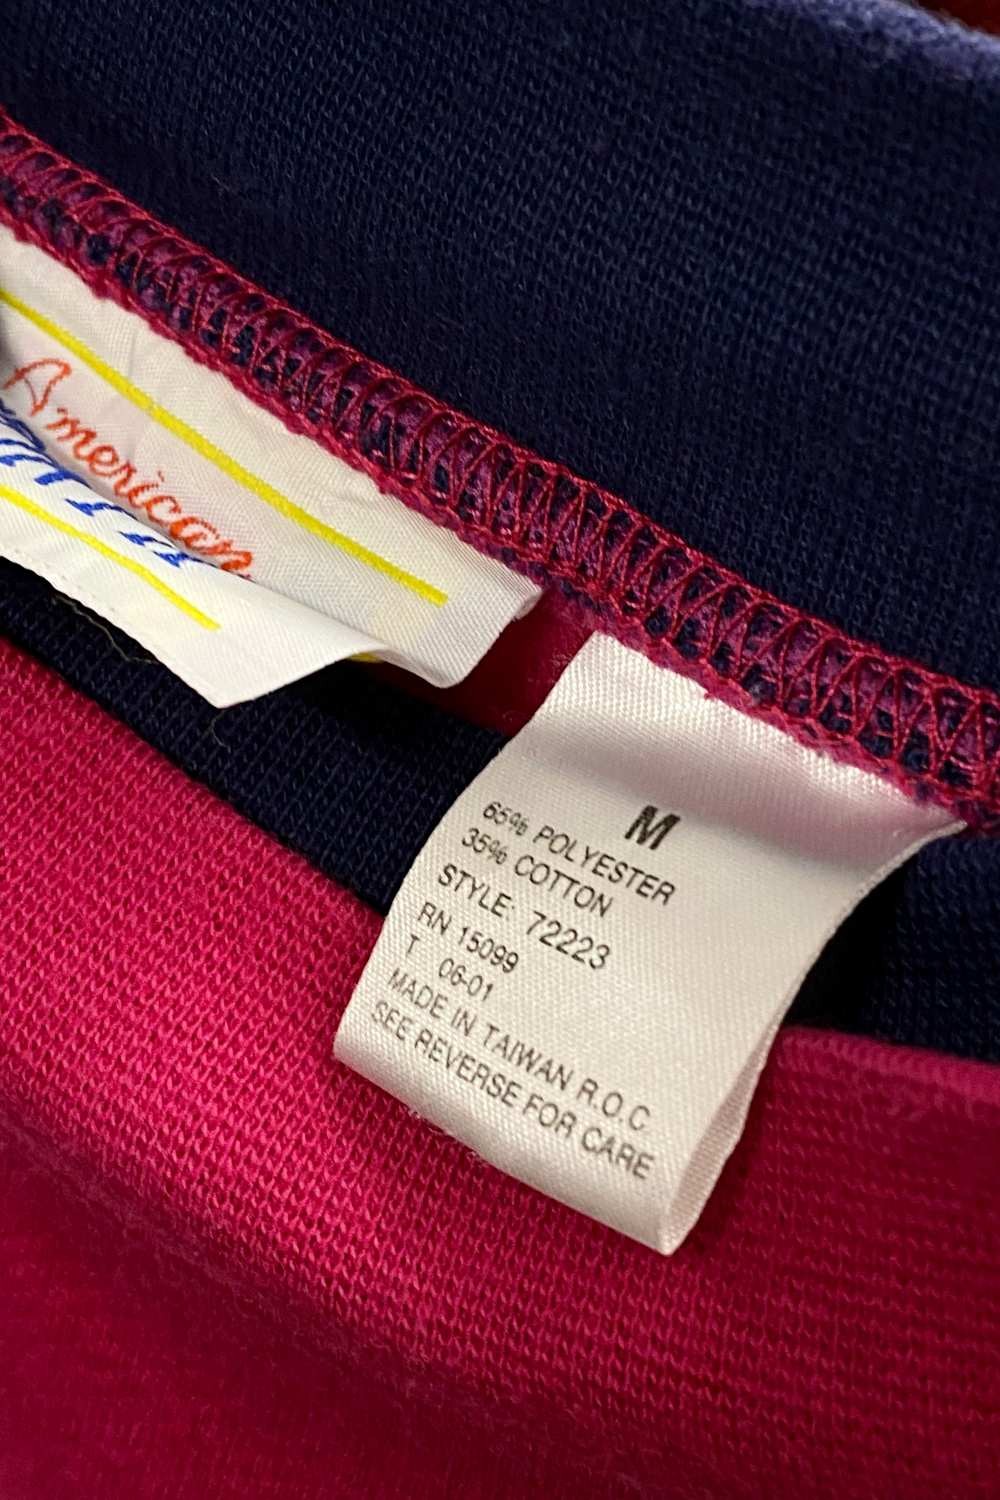 American
M
65% POLYESTER
35% COTTON
STYLE: 72223
RN 15099
T 06-01
MADE IN TAIWAN R.O.C
SEE REVERSE FOR CARE